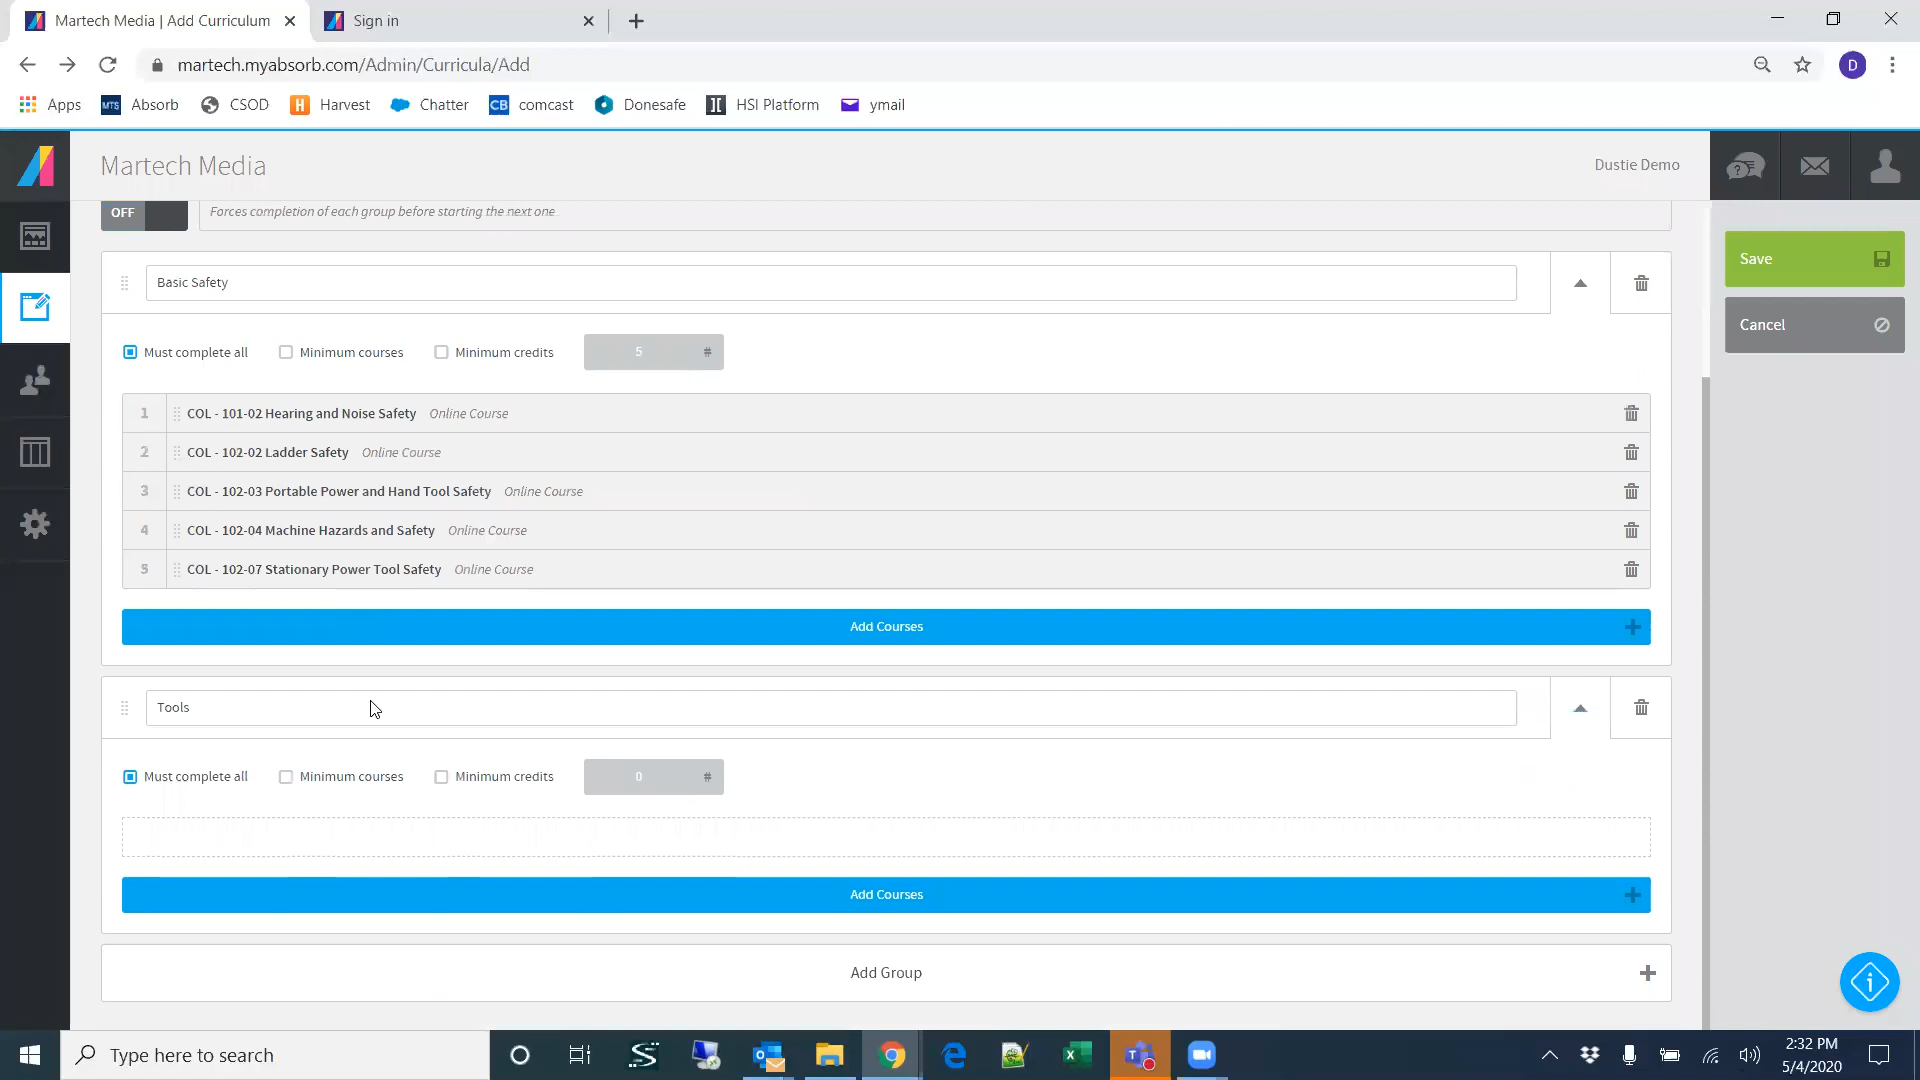 Martech Media | Add Curriculum
Sign in
martech.myabsorb.com/Admin/Curricula/Add
D
Apps
MTS Absorb
CSOD
H Harvest
Chatter
CB comcast
Donesafe
HSI Platform
ymail
Martech Media
Dustie Demo
OFF
Forces completion of each group before starting the next one
Save
Cancel
Basic Safety
Must complete all
Minimum courses
Minimum credits
5 #
1 COL - 101-02 Hearing and Noise Safety Online Course
2 COL - 102-02 Ladder Safety Online Course
3 COL - 102-03 Portable Power and Hand Tool Safety Online Course
4 COL - 102-04 Machine Hazards and Safety Online Course
5 COL - 102-07 Stationary Power Tool Safety Online Course
Add Courses
Tools
Must complete all
Minimum courses
Minimum credits
0 #
Add Courses
Add Group
Type here to search
2:32 PM
5/4/2020